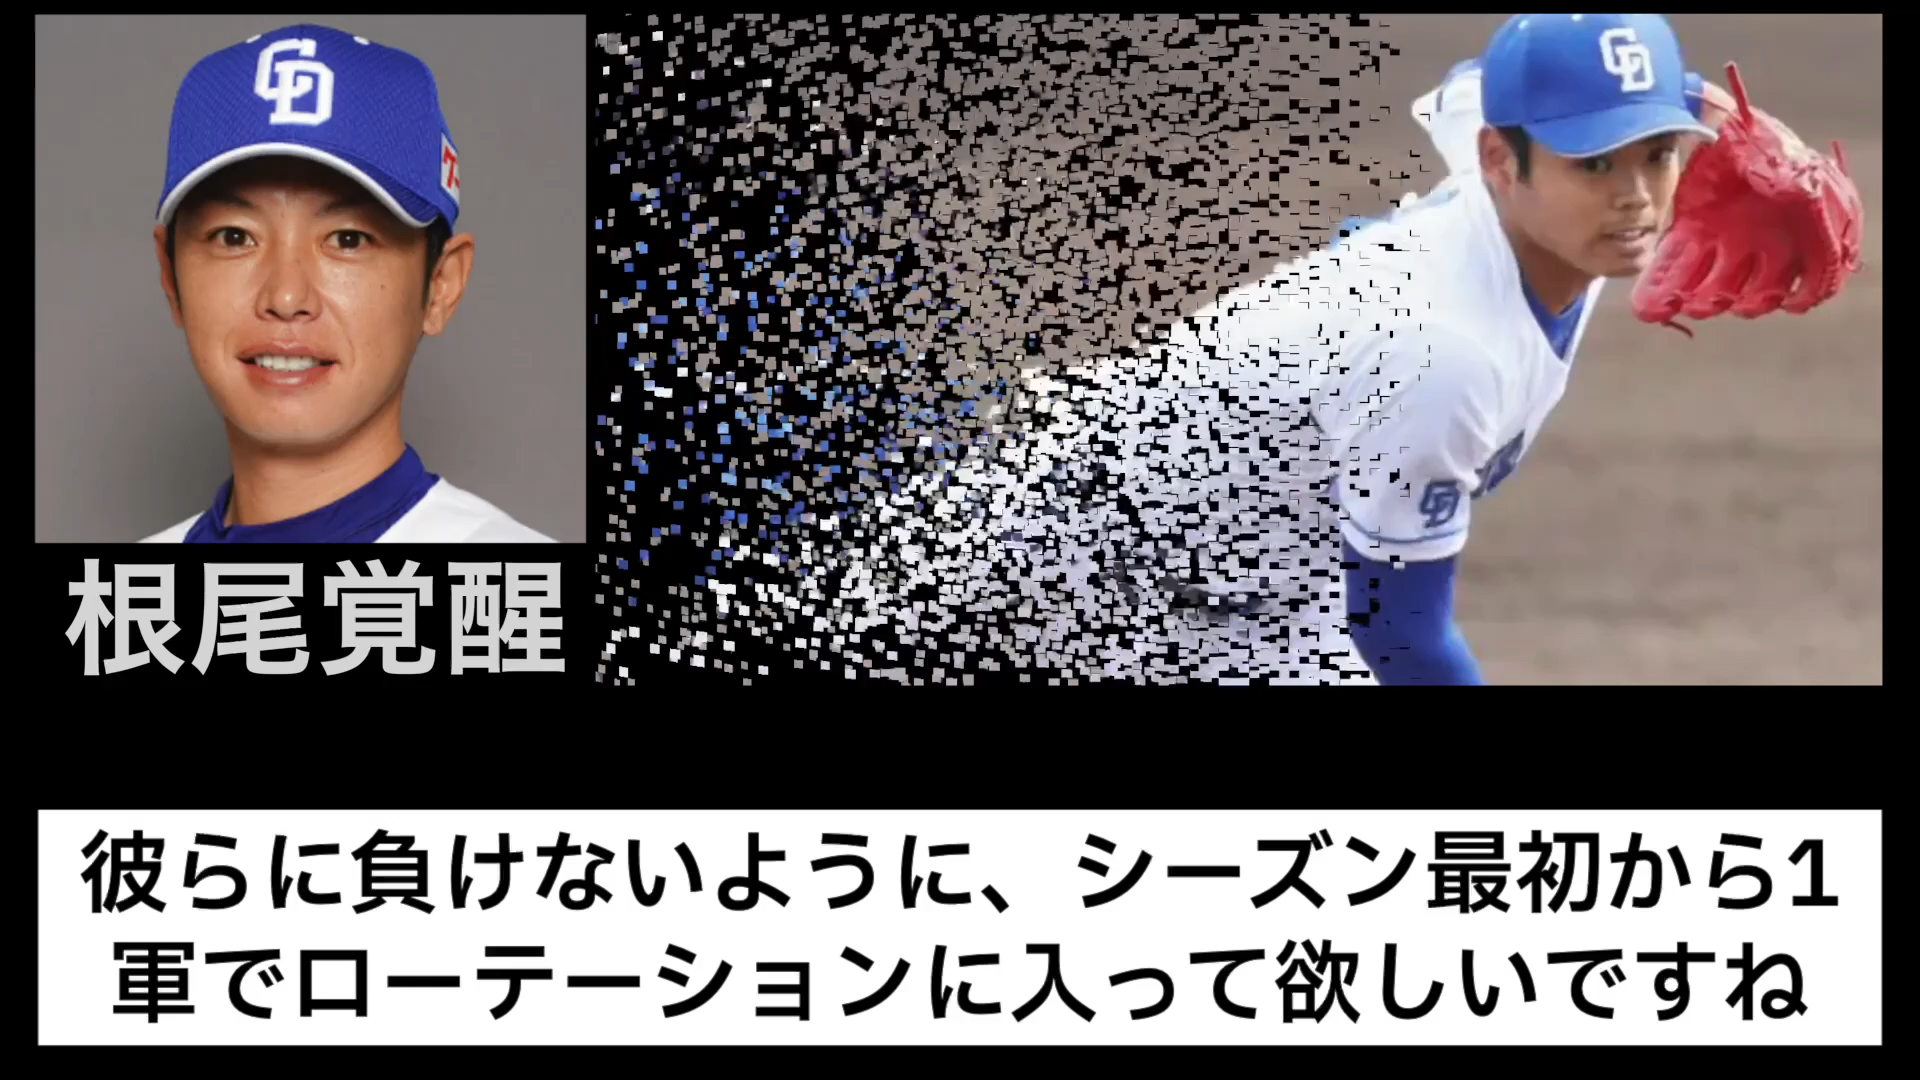 根尾覚醒
彼らに負けないように、シーズン最初から1
軍でローテーションに入って欲しいですね